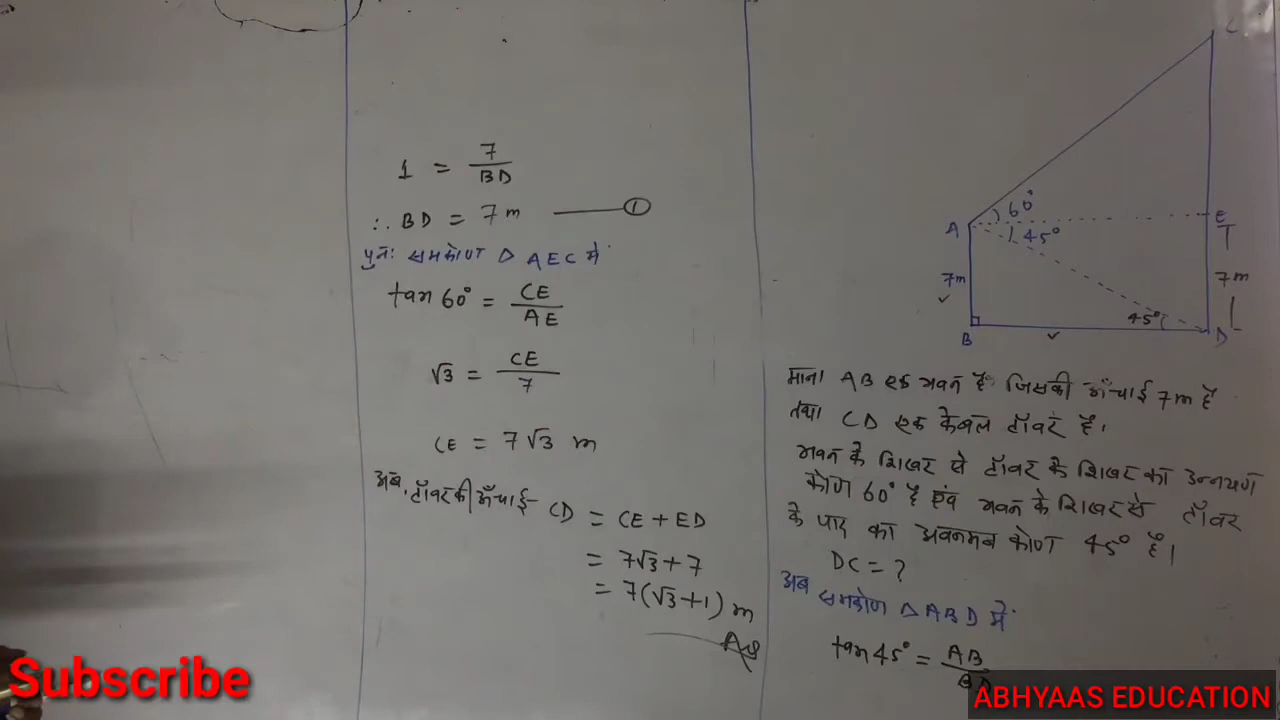 C
60°
A
E
45°
7m
7m
45°
B
D
माना AB एक भवन है जिसकी ऊँचाई 7m है
तथा CD एक केबल टॉवर है।
भवन के शिखर से टॉवर के शिखर का उन्नयण
कोण 60° है एवं भवन के शिखर से टॉवर
के पाद का अवनमन कोण 45° है।
DC = ?
अब समकोण △ ABD में
tan 45° = AB / BD
1 = 7 / BD
∴ BD = 7m ①
पुनः समकोण △ AEC में
tan 60° = CE / AE
√3 = CE / 7
CE = 7√3 m
अब, टॉवर की ऊँचाई CD = CE + ED
= 7√3 + 7
= 7(√3 + 1) m
Subscribe
ABHYAAS EDUCATION